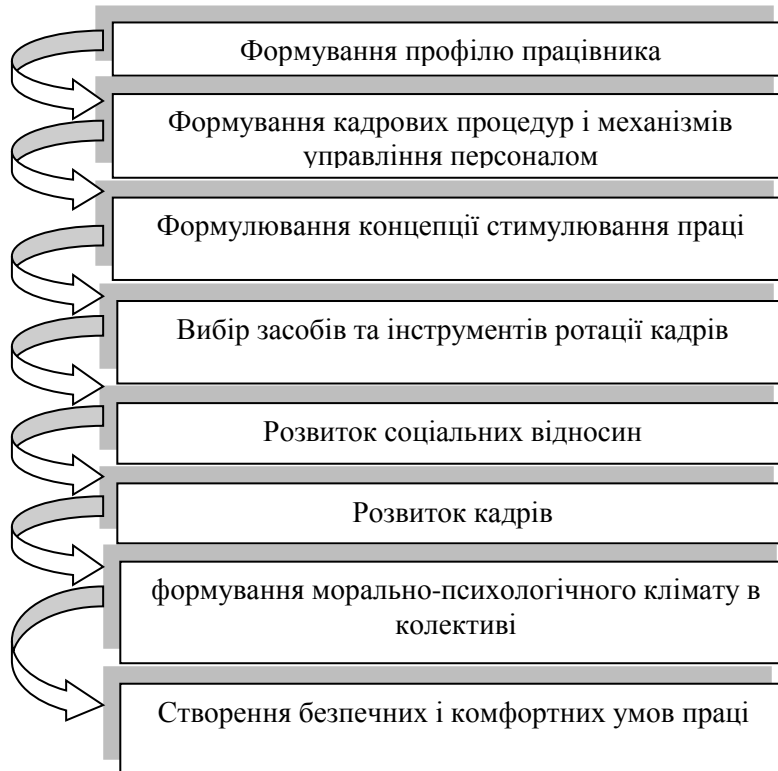 Формування профілю працівника
Формування кадрових процедур і механізмів
управління персоналом
Формулювання концепції стимулювання праці
Вибір засобів та інструментів ротації кадрів
Розвиток соціальних відносин
Розвиток кадрів
формування морально-психологічного клімату в
колективі
Створення безпечних і комфортних умов праці